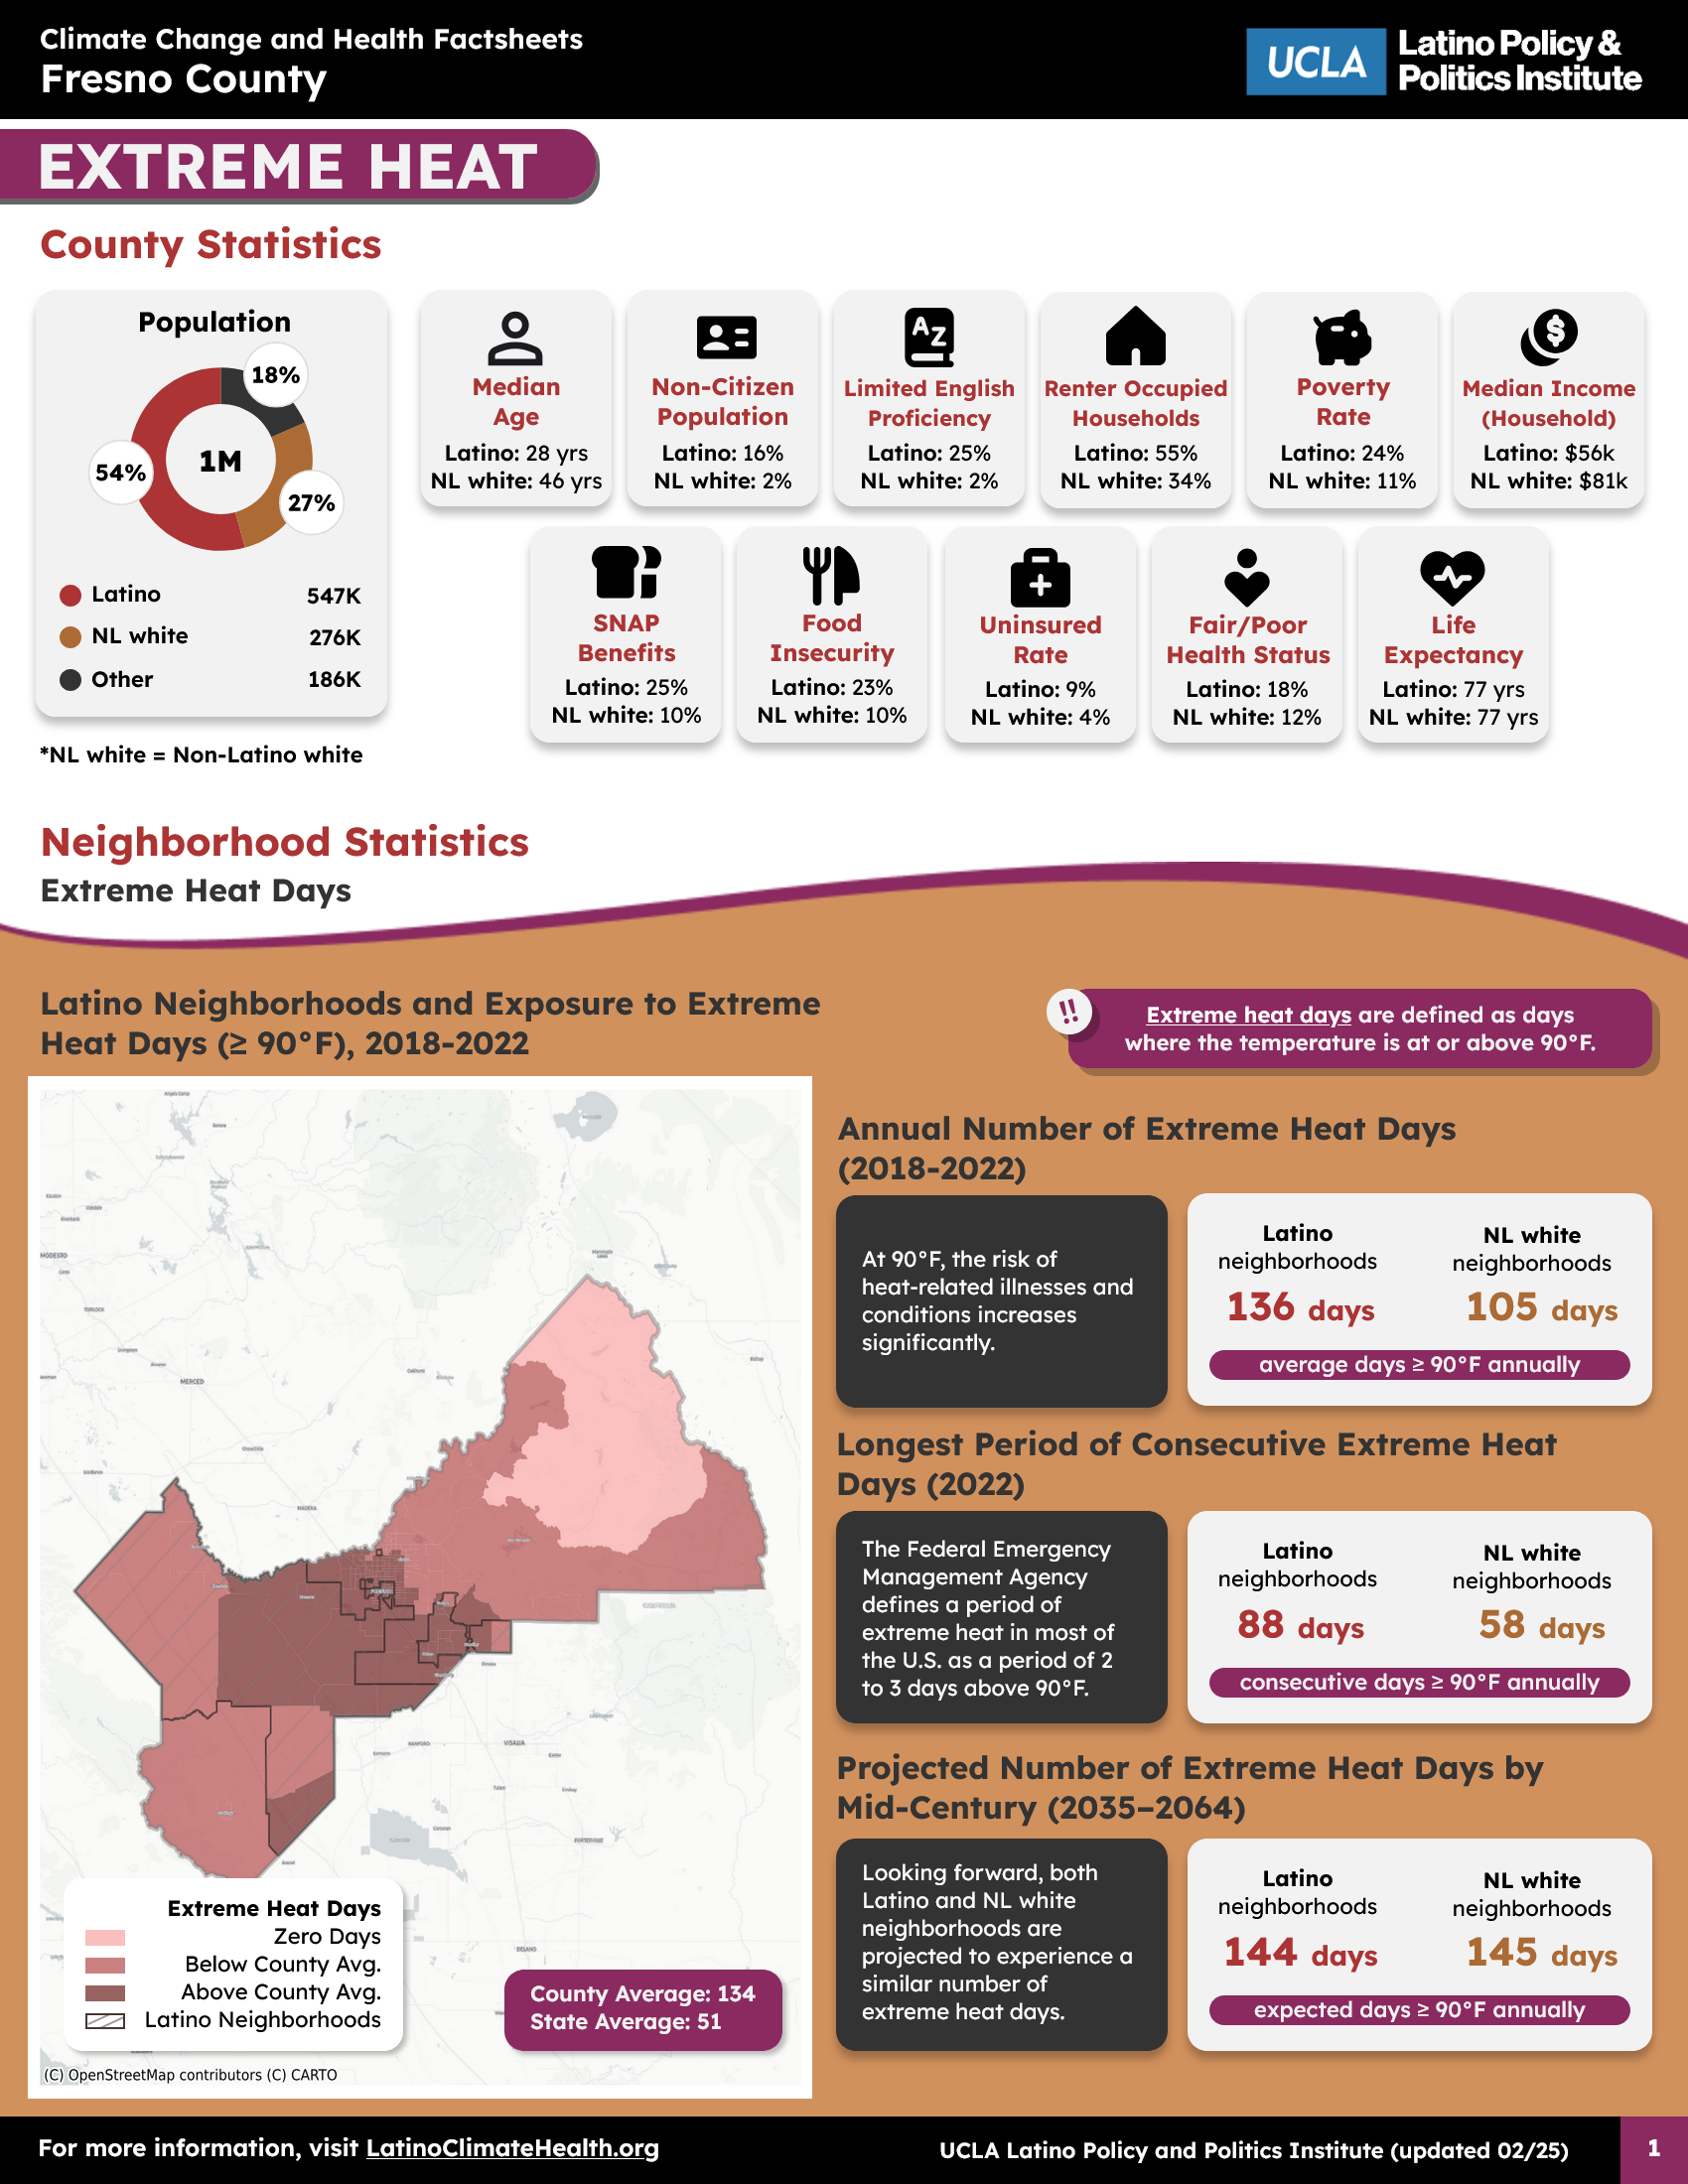 Climate Change and Health Factsheets
Fresno County
UCLA
Latino Policy &
Politics Institute
EXTREME HEAT
County Statistics
Population
18%
54%
1M
27%
Latino 547K
NL white 276K
Other 186K
*NL white = Non-Latino white
Median
Age
Latino: 28 yrs
NL white: 46 yrs
Non-Citizen
Population
Latino: 16%
NL white: 2%
AZ
Limited English
Proficiency
Latino: 25%
NL white: 2%
Renter Occupied
Households
Latino: 55%
NL white: 34%
Poverty
Rate
Latino: 24%
NL white: 11%
$
Median Income
(Household)
Latino: $56k
NL white: $81k
SNAP
Benefits
Latino: 25%
NL white: 10%
Food
Insecurity
Latino: 23%
NL white: 10%
Uninsured
Rate
Latino: 9%
NL white: 4%
Fair/Poor
Health Status
Latino: 18%
NL white: 12%
Life
Expectancy
Latino: 77 yrs
NL white: 77 yrs
Neighborhood Statistics
Extreme Heat Days
Latino Neighborhoods and Exposure to Extreme
Heat Days (≥ 90°F), 2018-2022
MODESTO
MERCED
MADERA
HANFORD
VISALIA
DELANO
Extreme Heat Days
Zero Days
Below County Avg.
Above County Avg.
Latino Neighborhoods
County Average: 134
State Average: 51
(C) OpenStreetMap contributors (C) CARTO
!!
Extreme heat days are defined as days
where the temperature is at or above 90°F.
Annual Number of Extreme Heat Days
(2018-2022)
At 90°F, the risk of
heat-related illnesses and
conditions increases
significantly.
Latino
neighborhoods
136 days
NL white
neighborhoods
105 days
average days ≥ 90°F annually
Longest Period of Consecutive Extreme Heat
Days (2022)
The Federal Emergency
Management Agency
defines a period of
extreme heat in most of
the U.S. as a period of 2
to 3 days above 90°F.
Latino
neighborhoods
88 days
NL white
neighborhoods
58 days
consecutive days ≥ 90°F annually
Projected Number of Extreme Heat Days by
Mid-Century (2035–2064)
Looking forward, both
Latino and NL white
neighborhoods are
projected to experience a
similar number of
extreme heat days.
Latino
neighborhoods
144 days
NL white
neighborhoods
145 days
expected days ≥ 90°F annually
For more information, visit LatinoClimateHealth.org
UCLA Latino Policy and Politics Institute (updated 02/25)
1